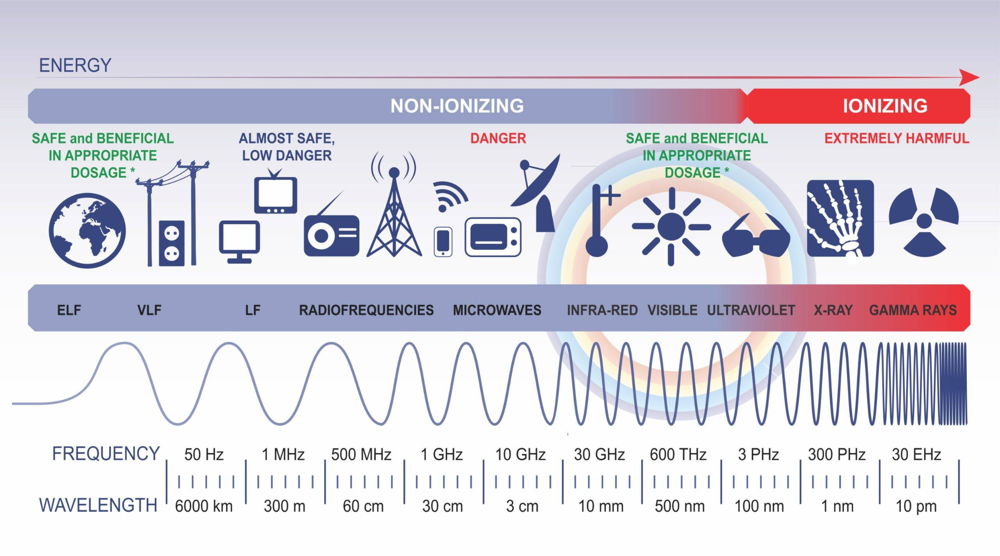 ENERGY
NON-IONIZING
IONIZING
SAFE and BENEFICIAL
IN APPROPRIATE
DOSAGE *
ALMOST SAFE,
LOW DANGER
DANGER
SAFE and BENEFICIAL
IN APPROPRIATE
DOSAGE *
EXTREMELY HARMFUL
ELF VLF LF RADIOFREQUENCIES MICROWAVES INFRA-RED VISIBLE ULTRAVIOLET X-RAY GAMMA RAYS
FREQUENCY 50 Hz 1 MHz 500 MHz 1 GHz 10 GHz 30 GHz 600 THz 3 PHz 300 PHz 30 EHz
WAVELENGTH 6000 km 300 m 60 cm 30 cm 3 cm 10 mm 500 nm 100 nm 1 nm 10 pm